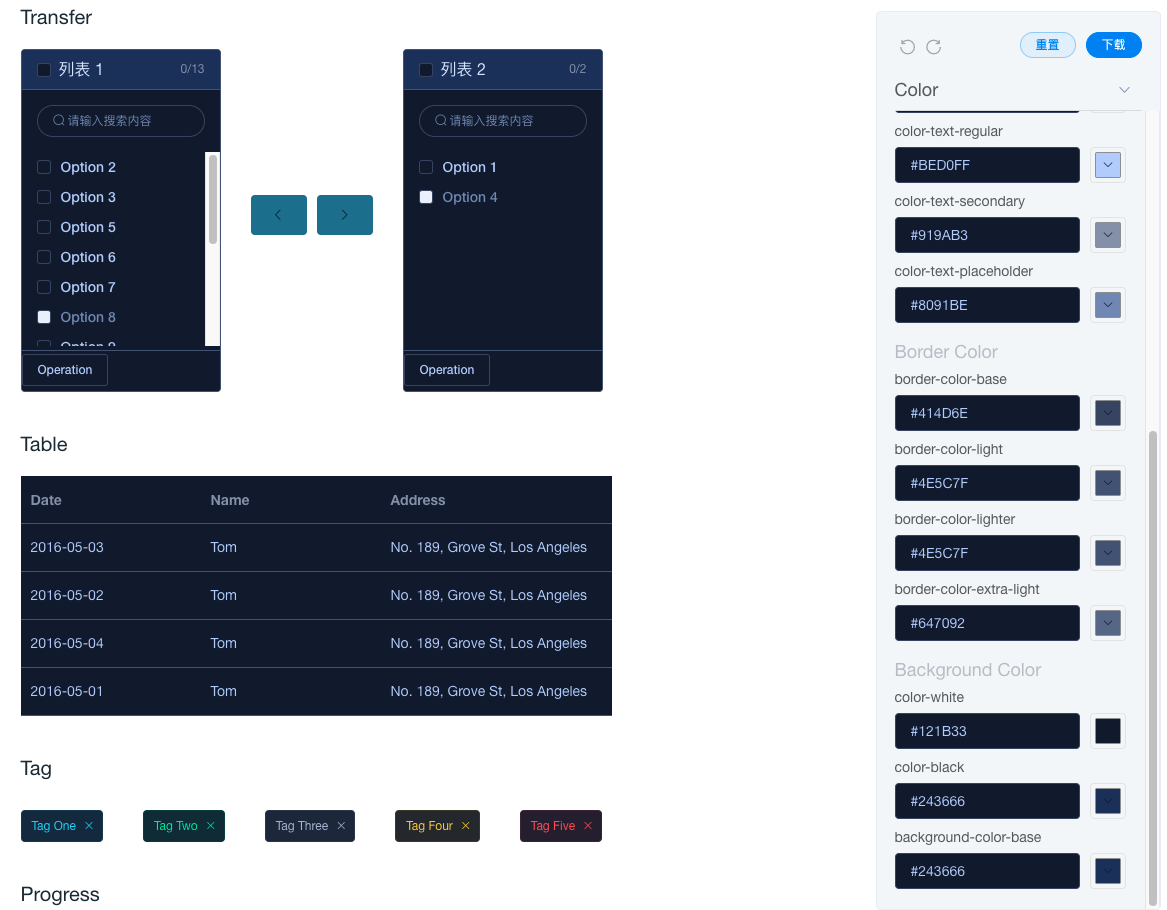 Transfer
列表 1
0/13
请输入搜索内容
Option 2
Option 3
Option 5
Option 6
Option 7
Option 8
Option 9
Operation
列表 2
0/2
请输入搜索内容
Option 1
Option 4
Operation
Table
Date Name Address
2016-05-03 Tom No. 189, Grove St, Los Angeles
2016-05-02 Tom No. 189, Grove St, Los Angeles
2016-05-04 Tom No. 189, Grove St, Los Angeles
2016-05-01 Tom No. 189, Grove St, Los Angeles
Tag
Tag One Tag Two Tag Three Tag Four Tag Five
Progress
重置 下载
Color
color-text-regular
#BED0FF
color-text-secondary
#919AB3
color-text-placeholder
#8091BE
Border Color
border-color-base
#414D6E
border-color-light
#4E5C7F
border-color-lighter
#4E5C7F
border-color-extra-light
#647092
Background Color
color-white
#121B33
color-black
#243666
background-color-base
#243666